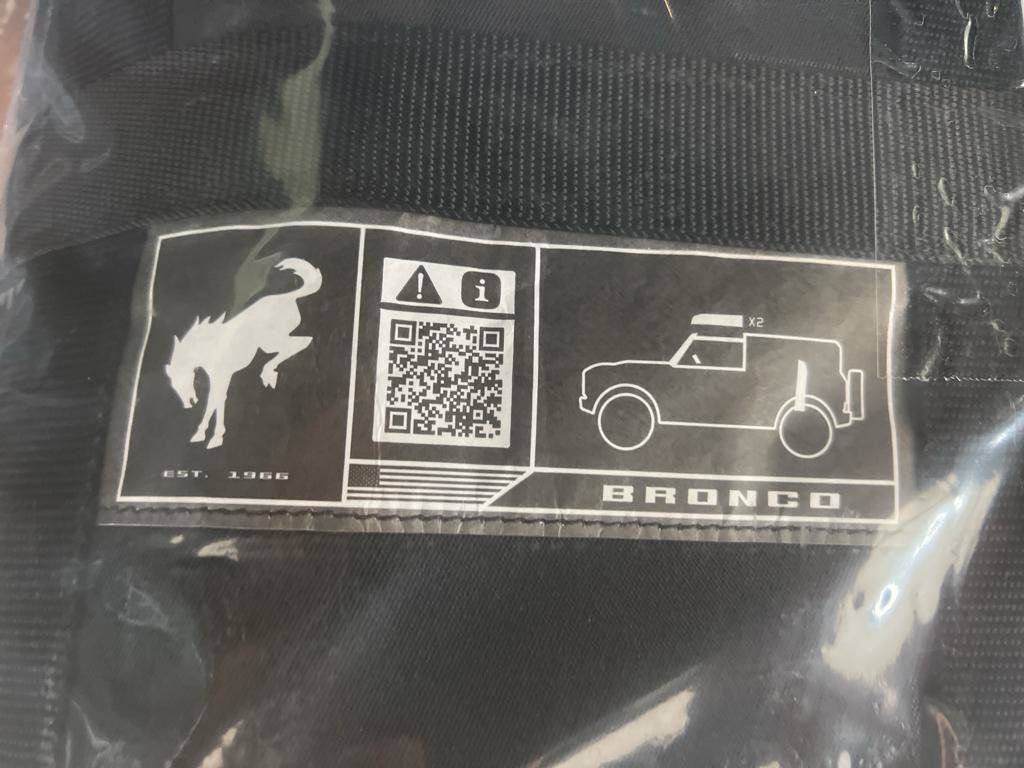 EST. 1966
! i
X2
BRONCO